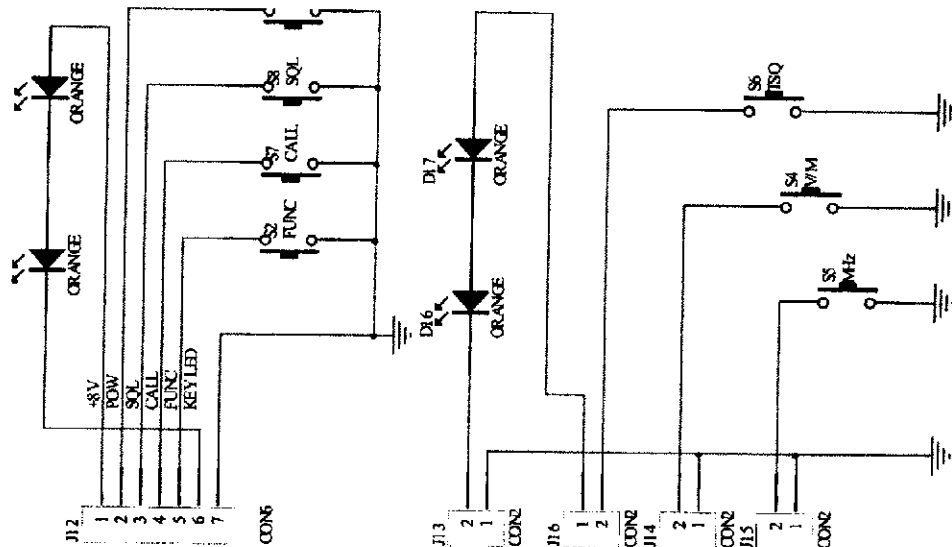 ORANGE
ORANGE
S8
SQL
S7
CALL
S2
FUNC
+8V
POW
SQL
CALL
FUNC
KEY LED
J12
1
2
3
4
5
6
7
D17
ORANGE
D16
ORANGE
S6
TSQ
S4
V/M
S5
MHz
J13
2
1
CON2
J16
1
2
CON2
J14
2
1
CON2
J15
2
1
CON2